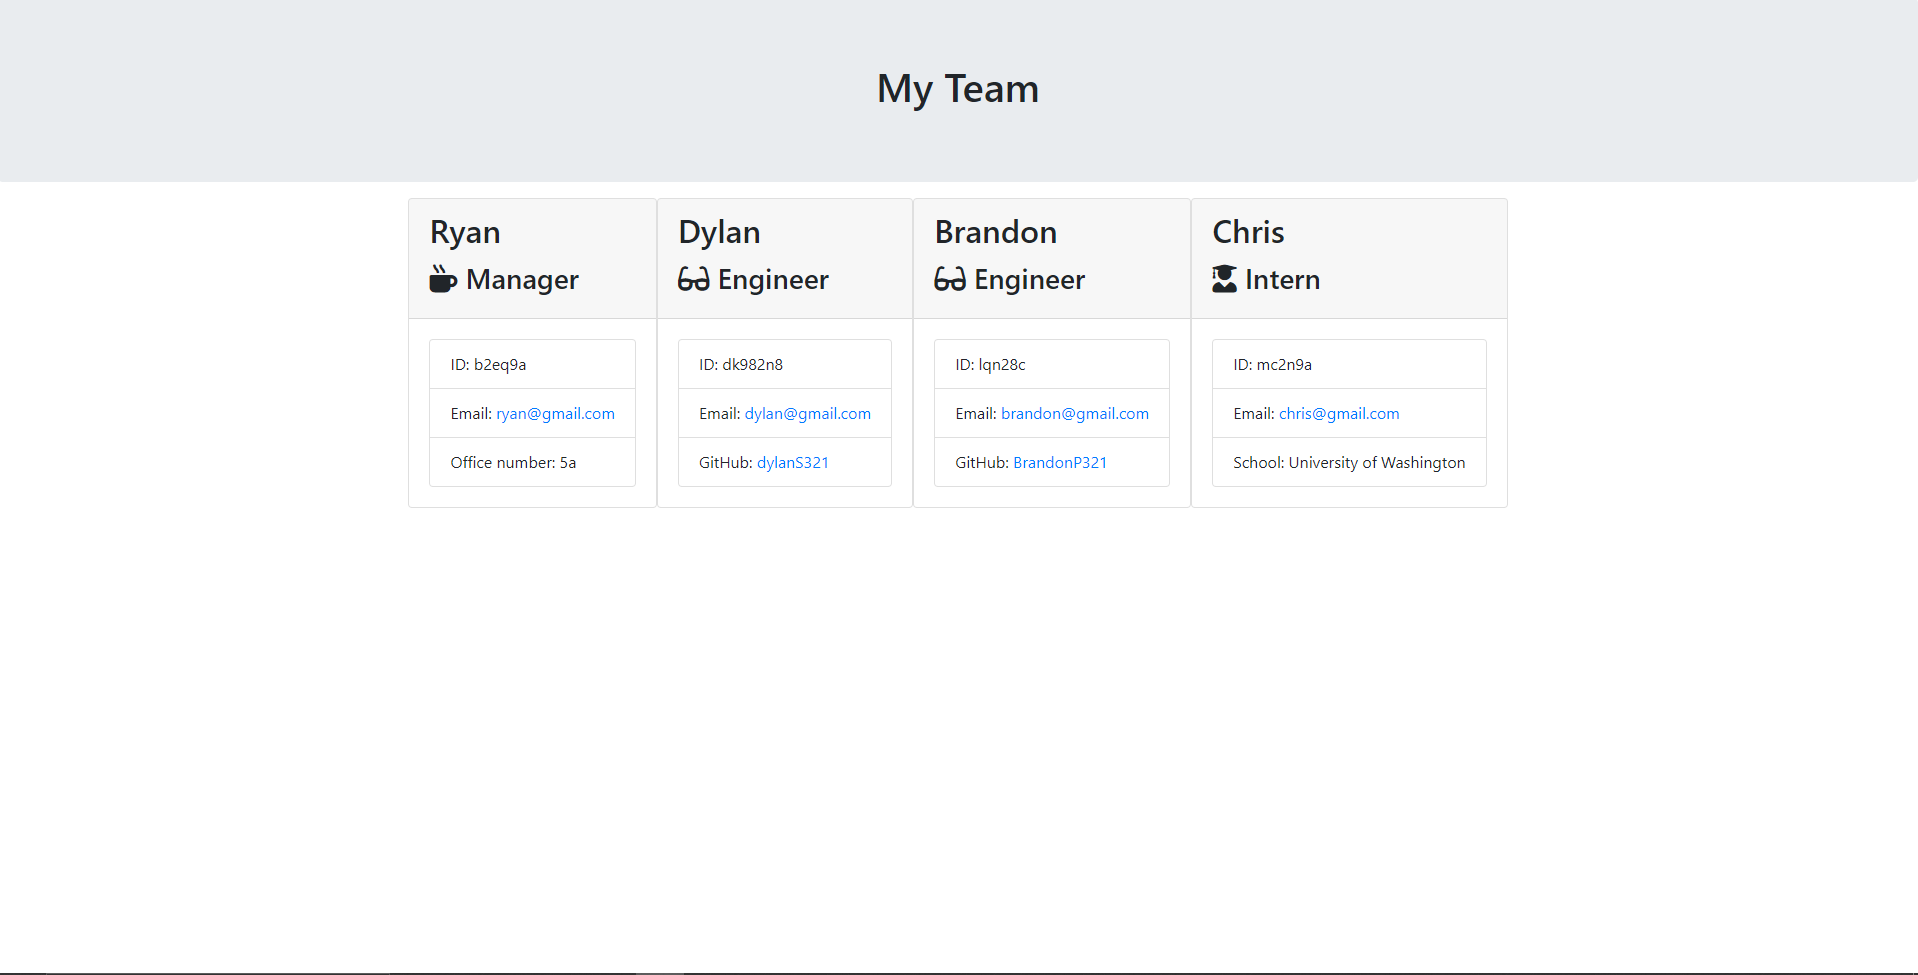 My Team
Ryan
Manager
ID: b2eq9a
Email: ryan@gmail.com
Office number: 5a
Dylan
Engineer
ID: dk982n8
Email: dylan@gmail.com
GitHub: dylanS321
Brandon
Engineer
ID: lqn28c
Email: brandon@gmail.com
GitHub: BrandonP321
Chris
Intern
ID: mc2n9a
Email: chris@gmail.com
School: University of Washington